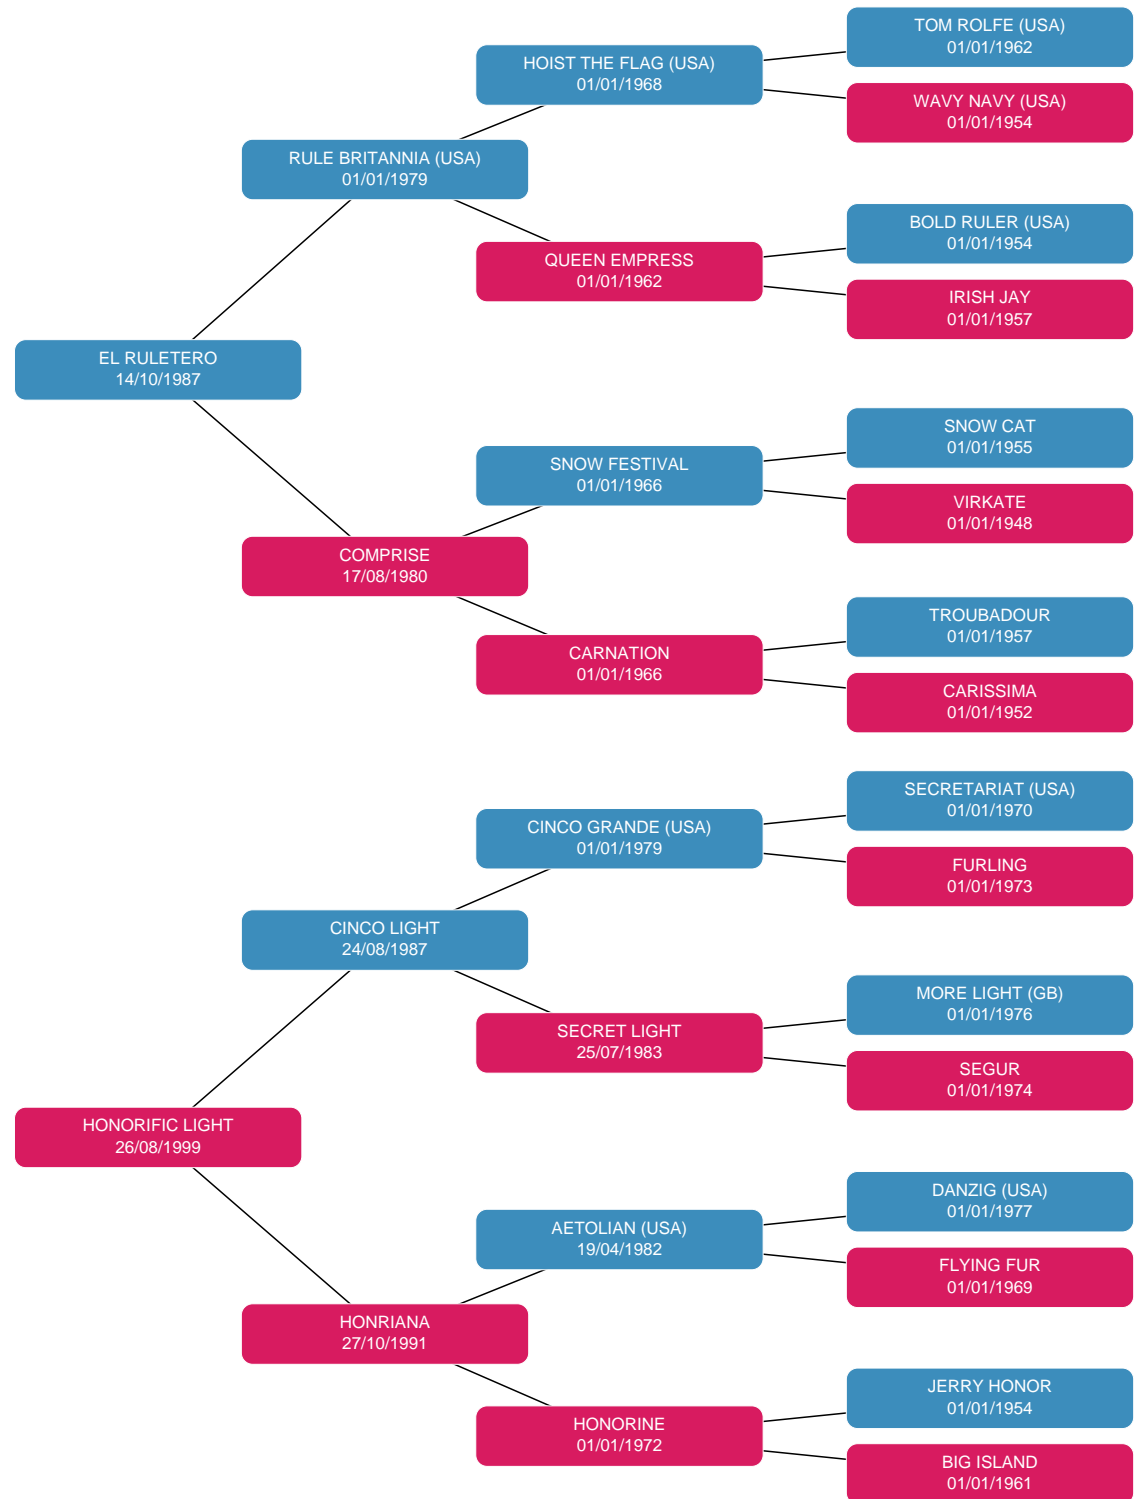 TOM ROLFE (USA)
01/01/1962
HOIST THE FLAG (USA)
01/01/1968
WAVY NAVY (USA)
01/01/1954
RULE BRITANNIA (USA)
01/01/1979
BOLD RULER (USA)
01/01/1954
QUEEN EMPRESS
01/01/1962
IRISH JAY
01/01/1957
EL RULETERO
14/10/1987
SNOW CAT
01/01/1955
SNOW FESTIVAL
01/01/1966
VIRKATE
01/01/1948
COMPRISE
17/08/1980
TROUBADOUR
01/01/1957
CARNATION
01/01/1966
CARISSIMA
01/01/1952
SECRETARIAT (USA)
01/01/1970
CINCO GRANDE (USA)
01/01/1979
FURLING
01/01/1973
CINCO LIGHT
24/08/1987
MORE LIGHT (GB)
01/01/1976
SECRET LIGHT
25/07/1983
SEGUR
01/01/1974
HONORIFIC LIGHT
26/08/1999
DANZIG (USA)
01/01/1977
AETOLIAN (USA)
19/04/1982
FLYING FUR
01/01/1969
HONRIANA
27/10/1991
JERRY HONOR
01/01/1954
HONORINE
01/01/1972
BIG ISLAND
01/01/1961